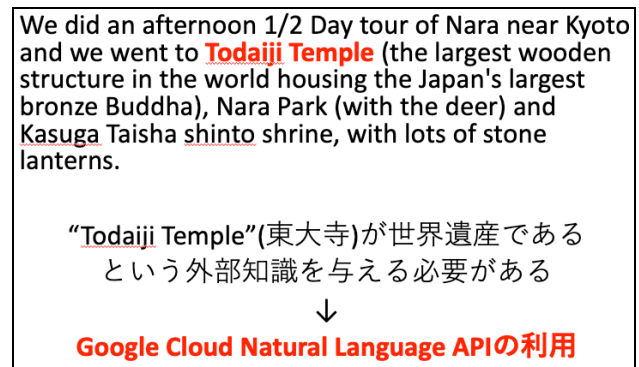 We did an afternoon 1/2 Day tour of Nara near Kyoto
and we went to Todaiji Temple (the largest wooden
structure in the world housing the Japan's largest
bronze Buddha), Nara Park (with the deer) and
Kasuga Taisha shinto shrine, with lots of stone
lanterns.
“Todaiji Temple”(東大寺)が世界遺産である
という外部知識を与える必要がある
↓
Google Cloud Natural Language APIの利用